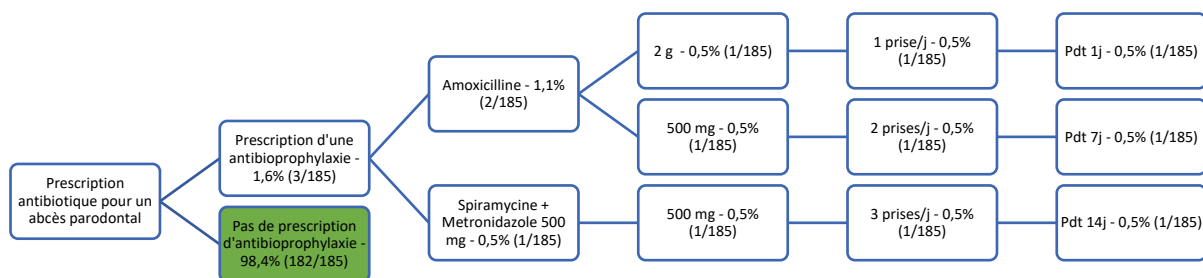 Prescription
antibiotique pour un
abcès parodontal
Prescription d'une
antibioprophylaxie -
1,6% (3/185)
Pas de prescription
d'antibioprophylaxie -
98,4% (182/185)
Amoxicilline - 1,1%
(2/185)
Spiramycine +
Metronidazole 500
mg - 0,5% (1/185)
2 g - 0,5% (1/185)
1 prise/j - 0,5%
(1/185)
Pdt 1j - 0,5% (1/185)
500 mg - 0,5%
(1/185)
2 prises/j - 0,5%
(1/185)
Pdt 7j - 0,5% (1/185)
500 mg - 0,5%
(1/185)
3 prises/j - 0,5%
(1/185)
Pdt 14j - 0,5% (1/185)